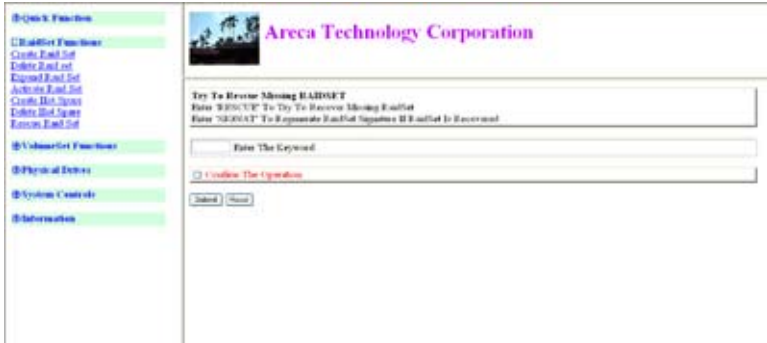 Quick Function
RaidSet Functions
Create Raid Set
Delete Raid set
Expand Raid Set
Activate Raid Set
Create Hot Spare
Delete Hot Spare
Rescue Raid Set
VolumeSet Functions
Physical Drives
System Controls
Information
Areca Technology Corporation
Try To Rescue Missing RAIDSET
Enter 'RESCUE' To Try To Recover Missing RaidSet
Enter 'SIGNAT' To Regenerate RaidSet Signature If RaidSet Is Recovered
Enter The Keyword
Confirm The Operation
Submit Reset